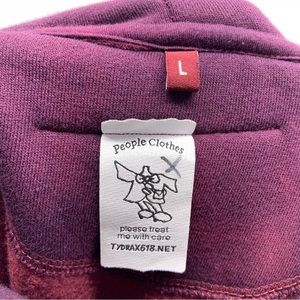 L
People Clothes
please treat
me with care
TYDRAX618.NET